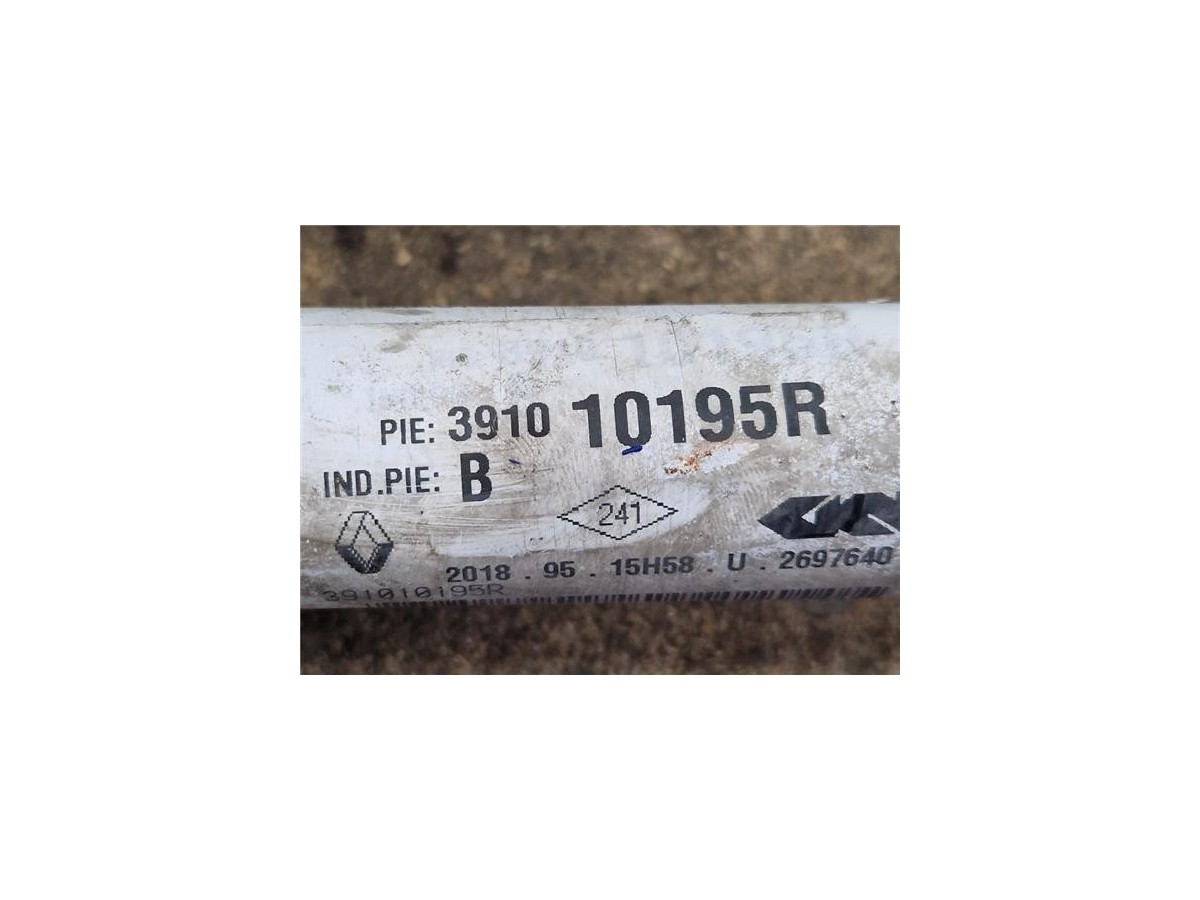 PIE: 3910 10195R
IND.PIE: B
241
2018 . 95 . 15H58 . U . 2697640
391010195R